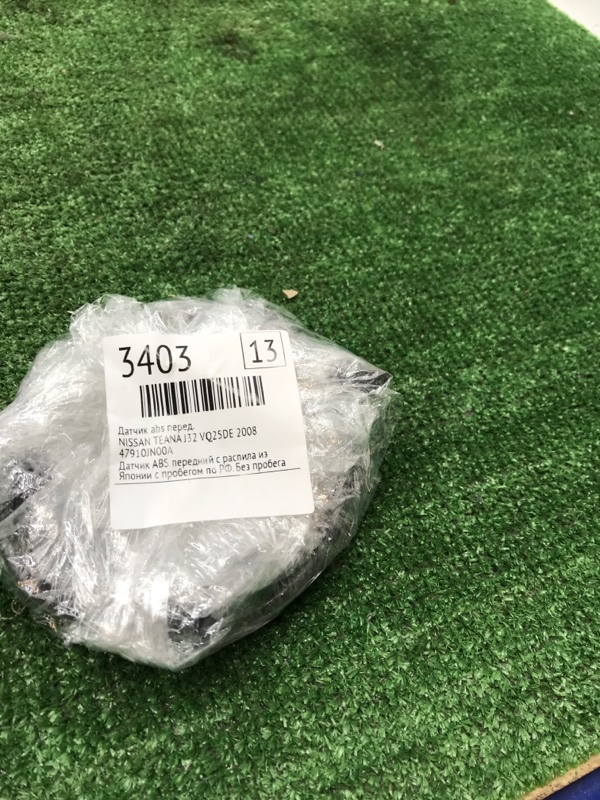 3403 13
Датчик abs перед.
NISSAN TEANA J32 VQ25DE 2008
47910JN00A
Датчик ABS передний с распила из
Японии с пробегом по РФ. Без пробега